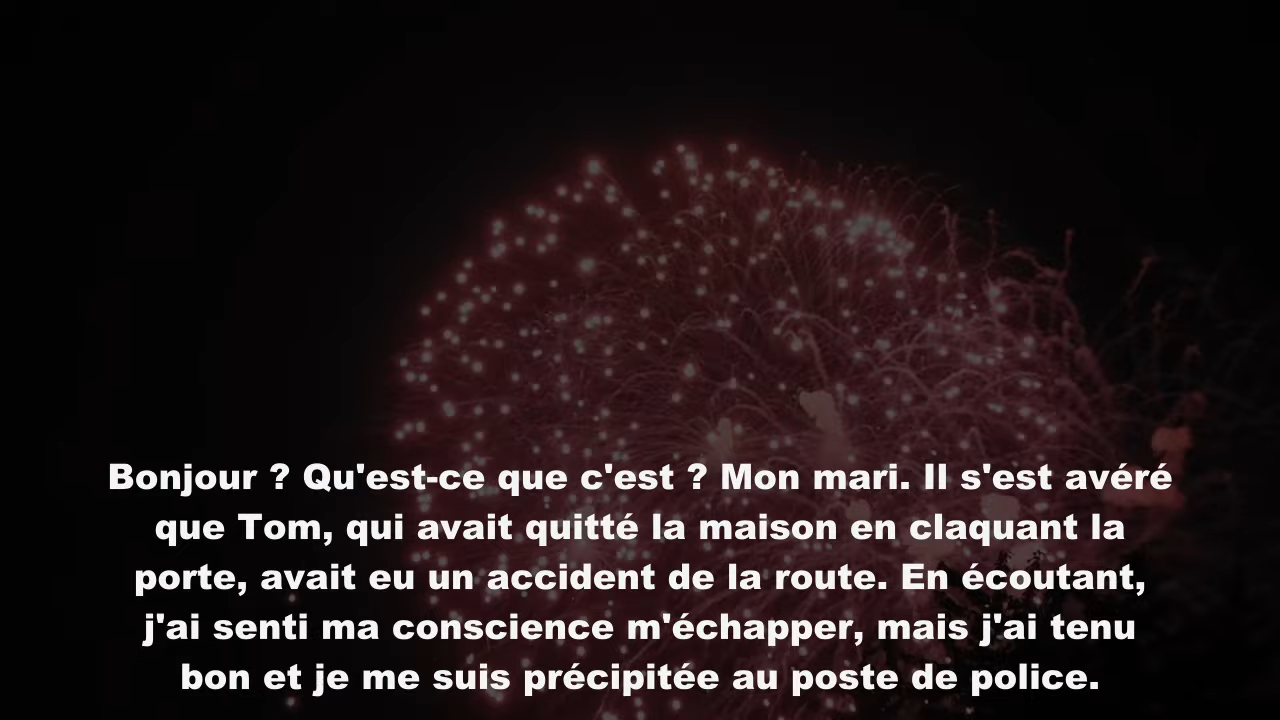 Bonjour ? Qu'est-ce que c'est ? Mon mari. Il s'est avéré
que Tom, qui avait quitté la maison en claquant la
porte, avait eu un accident de la route. En écoutant,
j'ai senti ma conscience m'échapper, mais j'ai tenu
bon et je me suis précipitée au poste de police.